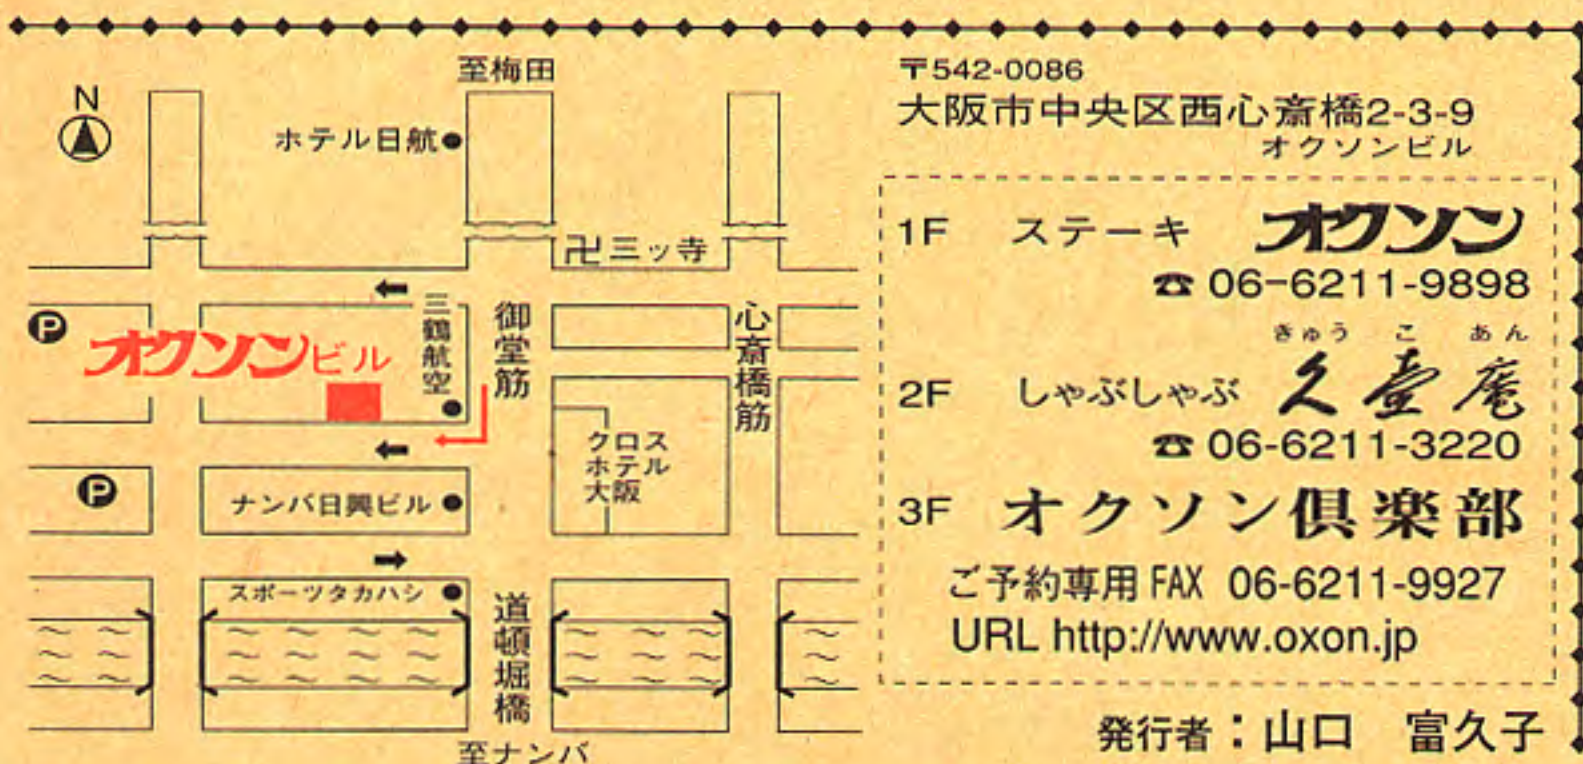 至梅田
N
ホテル日航
卍三ッ寺
三鶴航空
御堂筋
心斎橋筋
P
オクソンビル
クロス
ホテル
大阪
P
ナンバ日興ビル
スポーツタカハシ
道頓堀橋
至ナンバ
〒542-0086
大阪市中央区西心斎橋2-3-9
オクソンビル
1F ステーキ オクソン
☎ 06-6211-9898
きゅう こ あん
2F しゃぶしゃぶ 久壷庵
☎ 06-6211-3220
3F オクソン倶楽部
ご予約専用 FAX 06-6211-9927
URL http://www.oxon.jp
発行者：山口 富久子